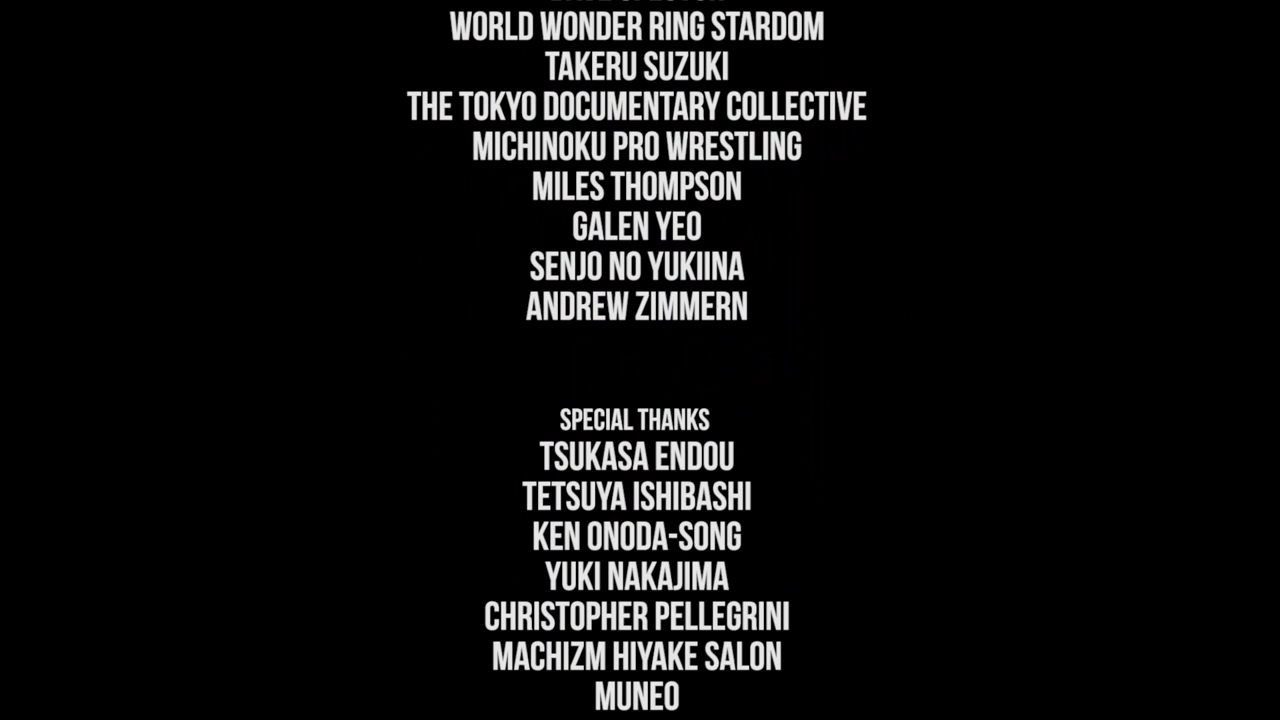 WORLD WONDER RING STARDOM
TAKERU SUZUKI
THE TOKYO DOCUMENTARY COLLECTIVE
MICHINOKU PRO WRESTLING
MILES THOMPSON
GALEN YEO
SENJO NO YUKIINA
ANDREW ZIMMERN
SPECIAL THANKS
TSUKASA ENDOU
TETSUYA ISHIBASHI
KEN ONODA-SONG
YUKI NAKAJIMA
CHRISTOPHER PELLEGRINI
MACHIZM HIYAKE SALON
MUNEO